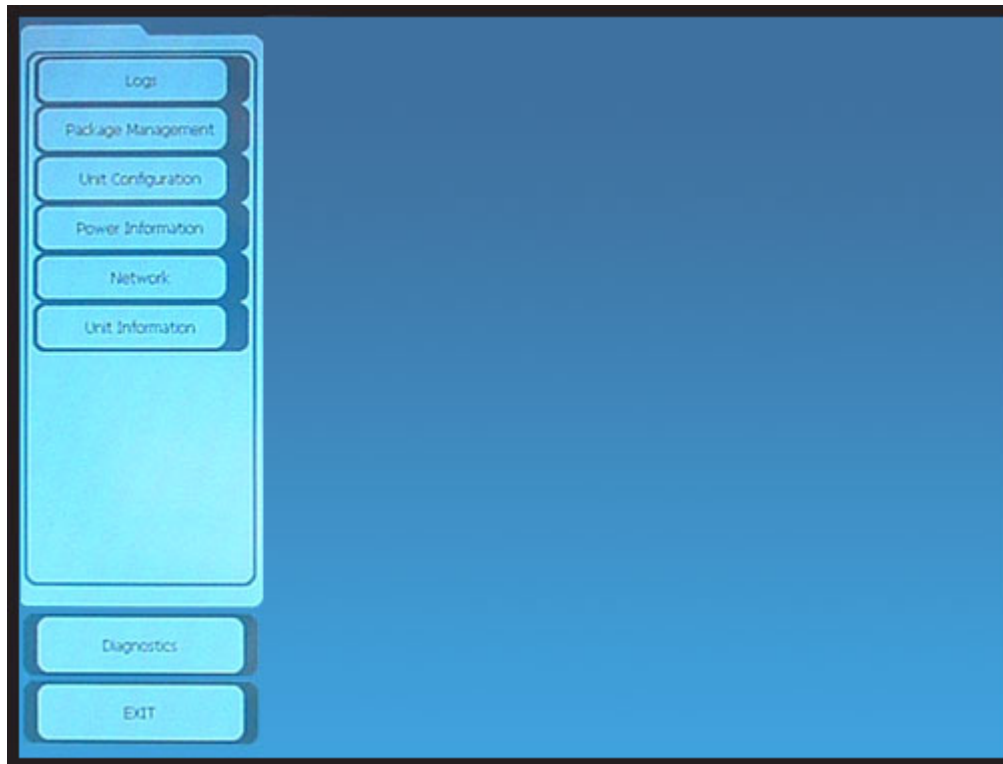 Logs
Package Management
Unit Configuration
Power Information
Network
Unit Information
Diagnostics
EXIT